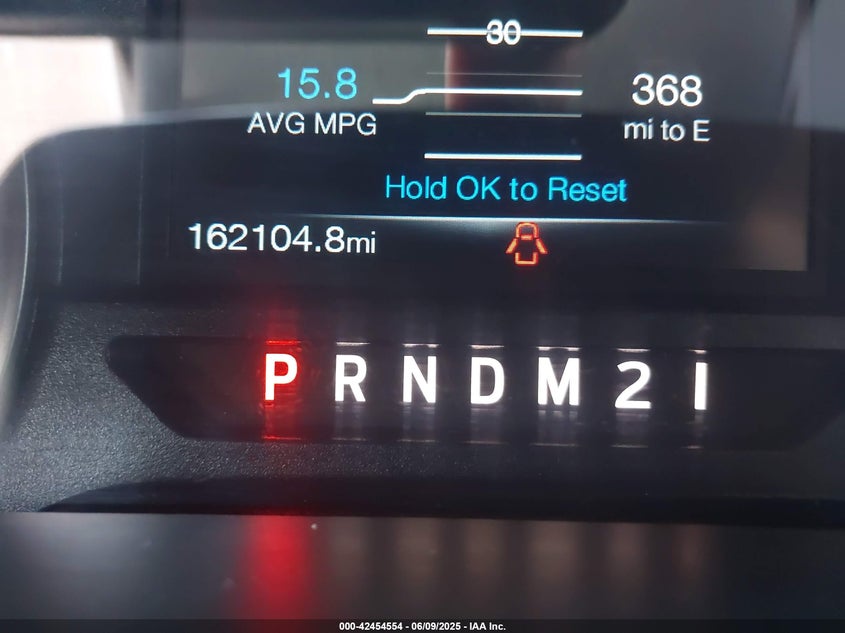 30
15.8
AVG MPG
368
mi to E
Hold OK to Reset
162104.8mi
P R N D M 2 1
000-42454554 - 06/09/2025 - IAA Inc.